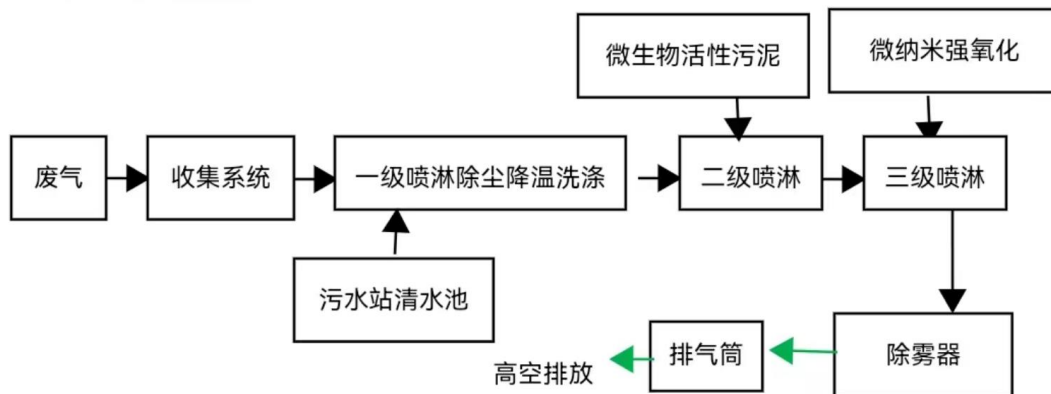 微生物活性污泥
微纳米强氧化
废气
收集系统
一级喷淋除尘降温洗涤
二级喷淋
三级喷淋
污水站清水池
高空排放
排气筒
除雾器